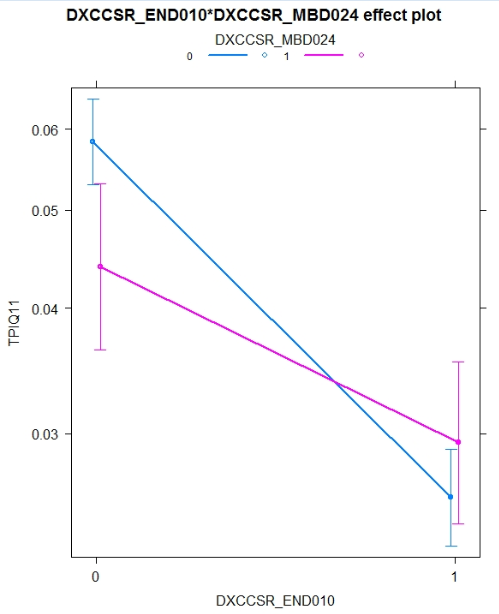 DXCCSR_END010*DXCCSR_MBD024 effect plot
DXCCSR_MBD024
0 1
0.06
0.05
0.04
0.03
TPIQ11
0 1
DXCCSR_END010